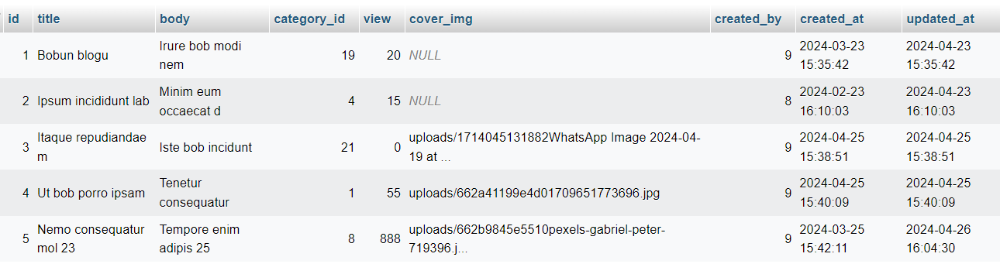 id title body category_id view cover_img created_by created_at updated_at
1 Bobun blogu Irure bob modi nem 19 20 NULL 9 2024-03-23 15:35:42 2024-04-23 15:35:42
2 Ipsum incididunt lab Minim eum occaecat d 4 15 NULL 8 2024-02-23 16:10:03 2024-04-23 16:10:03
3 Itaque repudiandae m Iste bob incidunt 21 0 uploads/1714045131882WhatsApp Image 2024-04-19 at ... 9 2024-04-25 15:38:51 2024-04-25 15:38:51
4 Ut bob porro ipsam Tenetur consequatur 1 55 uploads/662a41199e4d01709651773696.jpg 9 2024-04-25 15:40:09 2024-04-25 15:40:09
5 Nemo consequatur mol 23 Tempore enim adipis 25 8 888 uploads/662b9845e5510pexels-gabriel-peter-719396.j... 9 2024-03-25 15:42:11 2024-04-26 16:04:30